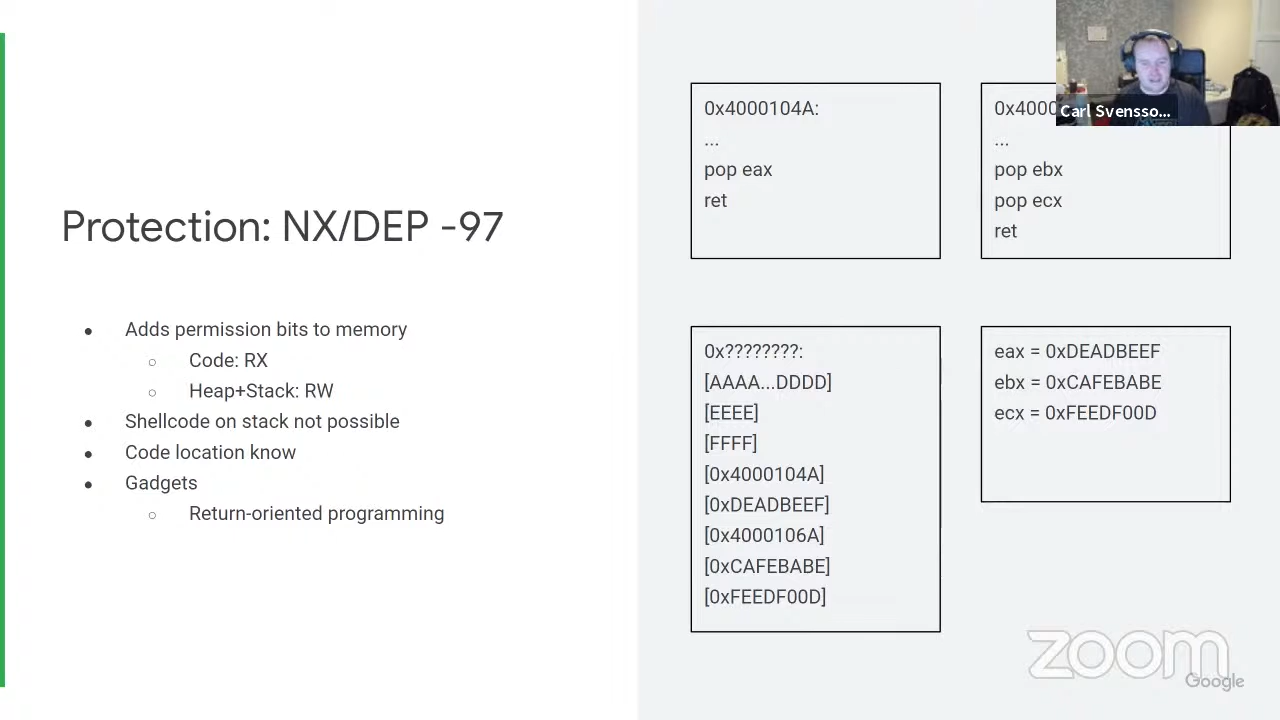 Protection: NX/DEP -97
● Adds permission bits to memory
○ Code: RX
○ Heap+Stack: RW
● Shellcode on stack not possible
● Code location know
● Gadgets
○ Return-oriented programming
0x4000104A:
...
pop eax
ret
0x4000
...
pop ebx
pop ecx
ret
0x????????:
[AAAA...DDDD]
[EEEE]
[FFFF]
[0x4000104A]
[0xDEADBEEF]
[0x4000106A]
[0xCAFEBABE]
[0xFEEDF00D]
eax = 0xDEADBEEF
ebx = 0xCAFEBABE
ecx = 0xFEEDF00D
Carl Svensso...
zoom
Google